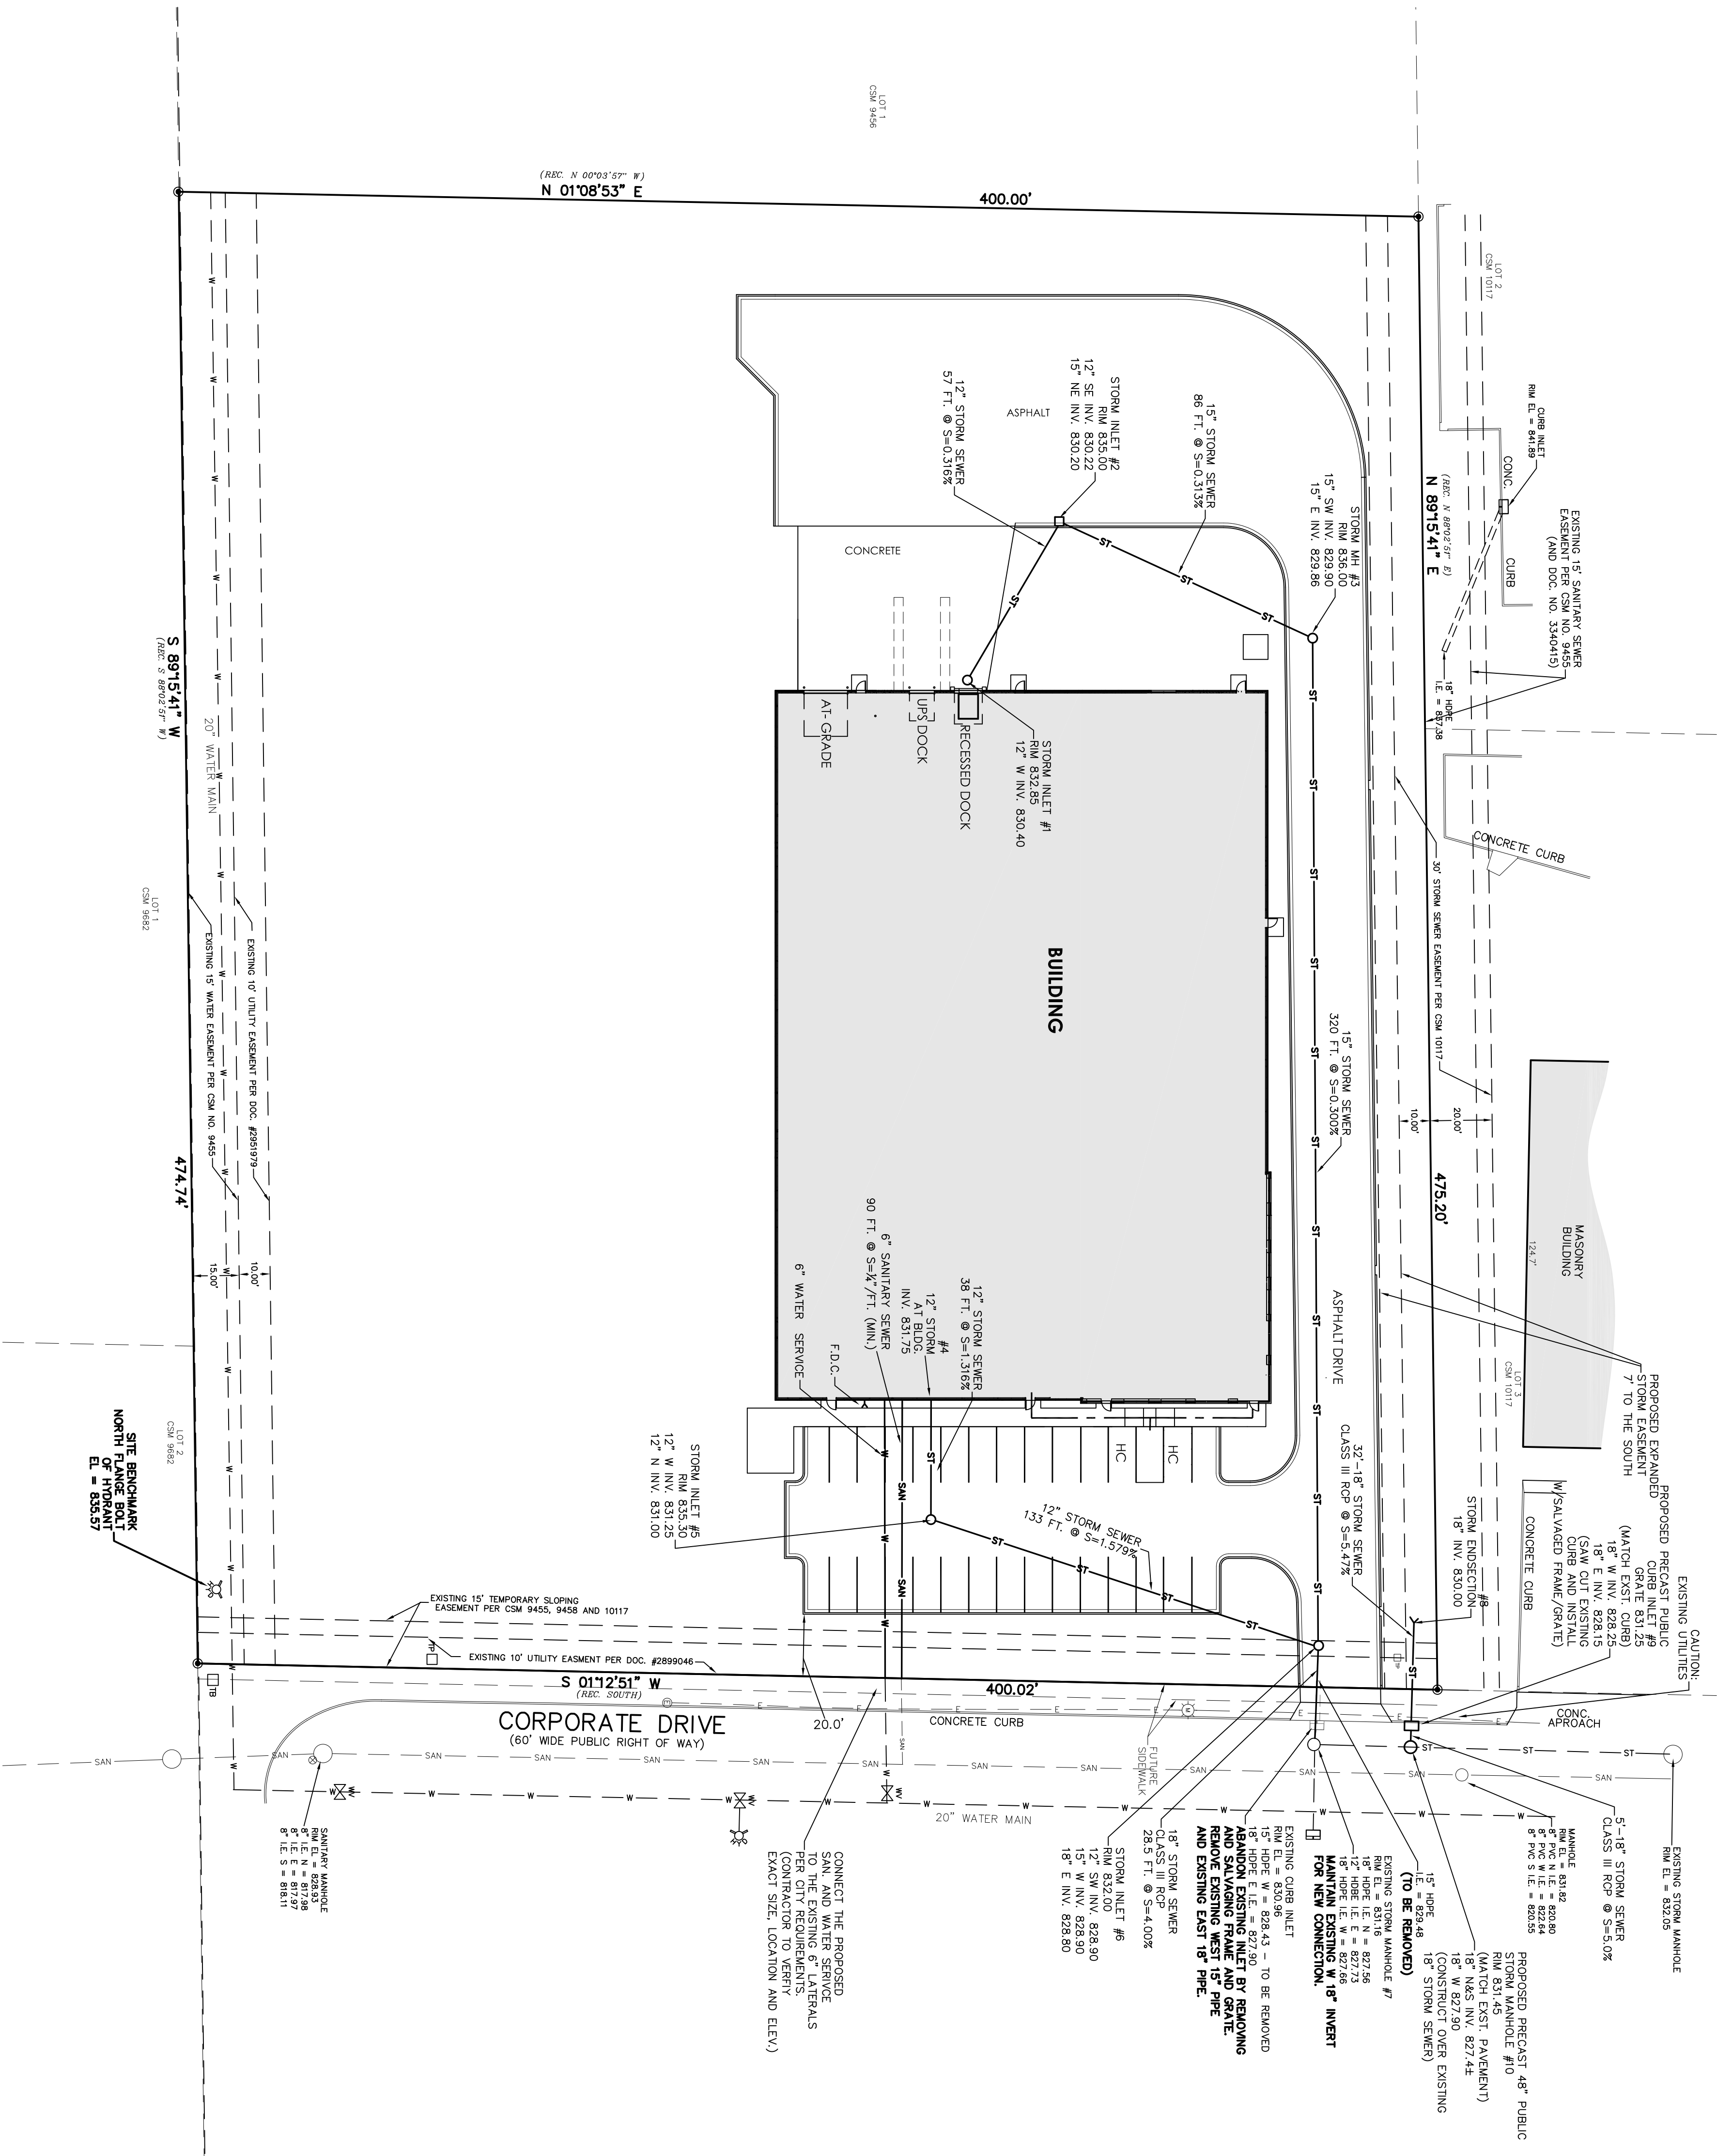 LOT 1
CSM 9456
(REC. N 00°03'57" W)
N 01°08'53" E
400.00'
LOT 2
CSM 10117
CURB INLET
RIM EL = 841.89
CONC.
CURB
EXISTING 15' SANITARY SEWER
EASEMENT PER CSM NO. 9455
(AND DOC. NO. 3340415)
(REC. N 88°02'51" E)
N 89°15'41" E
18" HDPE
I.E. = 837.38
CONCRETE CURB
30' STORM SEWER EASEMENT PER CSM 10117
20.00'
10.00'
475.20'
MASONRY
BUILDING
124.7'
LOT 3
CSM 10117
PROPOSED EXPANDED
STORM EASEMENT
7' TO THE SOUTH
CAUTION:
EXISTING UTILITIES
PROPOSED PRECAST PUBLIC
CURB INLET #9
GRATE 831.25
(MATCH EXST. CURB)
18" W INV. 828.25
18" E INV. 828.15
(SAW CUT EXISTING
CURB AND INSTALL
W/SALVAGED FRAME/GRATE)
CONCRETE CURB
#8
STORM ENDSECTION
18" INV. 830.00
32'-18" STORM SEWER
CLASS III RCP @ S=5.47%
STORM MH #3
RIM 836.00
15" SW INV. 829.90
15" E INV. 829.86
15" STORM SEWER
86 FT. @ S=0.313%
STORM INLET #2
RIM 835.00
12" SE INV. 830.22
15" NE INV. 830.20
ASPHALT
12" STORM SEWER
57 FT. @ S=0.316%
CONCRETE
STORM INLET #1
RIM 832.85
12" W INV. 830.40
RECESSED DOCK
UPS DOCK
AT-GRADE
BUILDING
15" STORM SEWER
320 FT. @ S=0.300%
ASPHALT DRIVE
HC
HC
12" STORM SEWER
38 FT. @ S=1.316%
#4
12" STORM
AT BLDG.
INV. 831.75
6" SANITARY SEWER
90 FT. @ S=¼"/FT. (MIN.)
6" WATER SERVICE
F.D.C.
12" STORM SEWER
133 FT. @ S=1.579%
STORM INLET #5
RIM 835.30
12" W INV. 831.25
12" N INV. 831.00
20" WATER MAIN
S 89°15'41" W
(REC. S 88°02'51" W)
EXISTING 10' UTILITY EASEMENT PER DOC. #2951979
EXISTING 15' WATER EASEMENT PER CSM NO. 9455
LOT 1
CSM 9682
474.74'
10.00'
15.00'
LOT 2
CSM 9682
SITE BENCHMARK
NORTH FLANGE BOLT
OF HYDRANT
EL = 835.57
EXISTING 15' TEMPORARY SLOPING
EASEMENT PER CSM 9455, 9458 AND 10117
TP
EXISTING 10' UTILITY EASMENT PER DOC. #2899046
TB
TP
S 01°12'51" W
(REC. SOUTH)
400.02'
20.0'
CORPORATE DRIVE
(60' WIDE PUBLIC RIGHT OF WAY)
CONCRETE CURB
FUTURE
SIDEWALK
CONC.
APROACH
20" WATER MAIN
WV
WV
WV
SANITARY MANHOLE
RIM EL = 828.93
8" I.E. N = 817.98
8" I.E. E = 817.97
8" I.E. S = 818.11
CONNECT THE PROPOSED
SAN. AND WATER SERIVCE
TO THE EXISTING 6" LATERALS
PER CITY REQUIREMENTS.
(CONTRACTOR TO VERFIY
EXACT SIZE, LOCATION AND ELEV.)
STORM INLET #6
RIM 832.00
12" SW INV. 828.90
15" W INV. 828.90
18" E INV. 828.80
18" STORM SEWER
CLASS III RCP
28.5 FT. @ S=4.00%
EXISTING CURB INLET
RIM EL = 830.96
15" HDPE W = 828.43 - TO BE REMOVED
18" HDPE E I.E. = 827.90
ABANDON EXISTING INLET BY REMOVING
AND SALVAGING FRAME AND GRATE.
REMOVE EXISTING WEST 15" PIPE
AND EXISTING EAST 18" PIPE.
EXISTING STORM MANHOLE #7
RIM EL = 831.16
18" HDPE I.E. N = 827.56
12" HDBE I.E. E = 827.73
18" HDPE I.E. W = 827.66
MAINTAIN EXISTING W 18" INVERT
FOR NEW CONNECTION.
15" HDPE
I.E. = 829.48
(TO BE REMOVED)
PROPOSED PRECAST 48" PUBLIC
STORM MANHOLE #10
RIM 831.45
(MATCH EXST. PAVEMENT)
18" N&S INV. 827.4±
18" W 827.90
(CONSTRUCT OVER EXISTING
18" STORM SEWER)
MANHOLE
RIM EL = 831.82
8" PVC N I.E. = 820.80
8" PVC W I.E. = 822.64
8" PVC S I.E. = 820.55
5'-18" STORM SEWER
CLASS III RCP @ S=5.0%
EXISTING STORM MANHOLE
RIM EL = 832.05